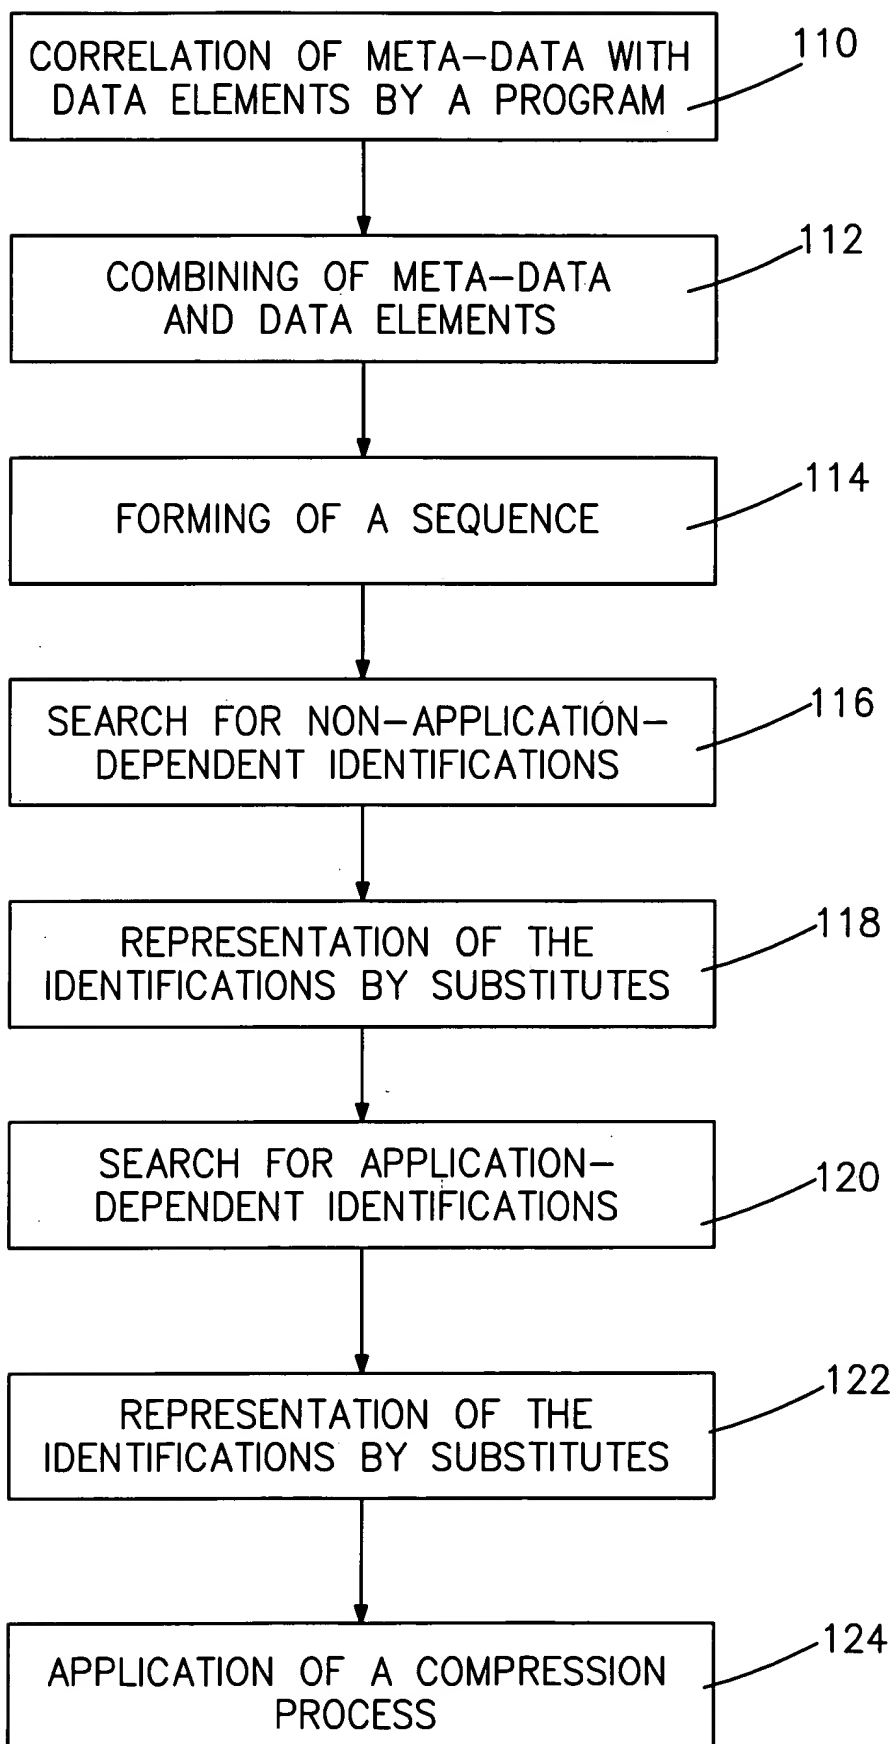 CORRELATION OF META-DATA WITH
DATA ELEMENTS BY A PROGRAM
110
COMBINING OF META-DATA
AND DATA ELEMENTS
112
FORMING OF A SEQUENCE
114
SEARCH FOR NON-APPLICATION-
DEPENDENT IDENTIFICATIONS
116
REPRESENTATION OF THE
IDENTIFICATIONS BY SUBSTITUTES
118
SEARCH FOR APPLICATION-
DEPENDENT IDENTIFICATIONS
120
REPRESENTATION OF THE
IDENTIFICATIONS BY SUBSTITUTES
122
APPLICATION OF A COMPRESSION
PROCESS
124